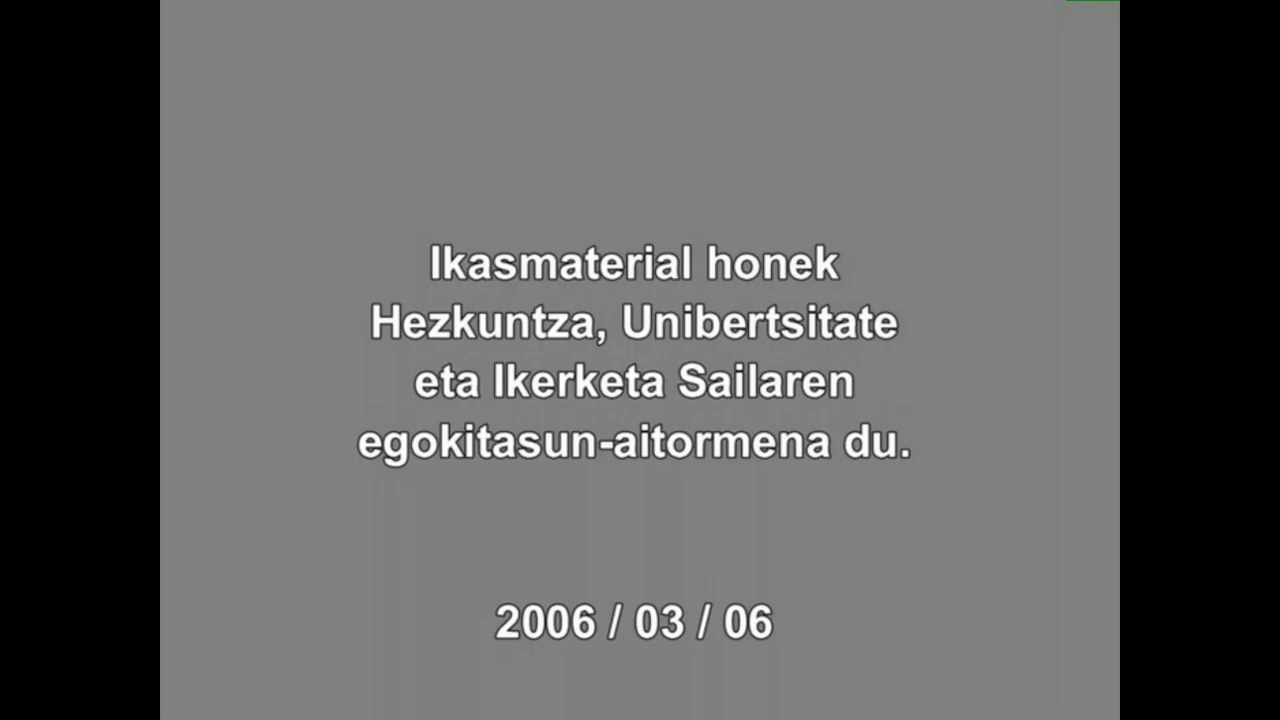 Ikasmaterial honek
Hezkuntza, Unibertsitate
eta Ikerketa Sailaren
egokitasun-aitormena du.
2006 / 03 / 06